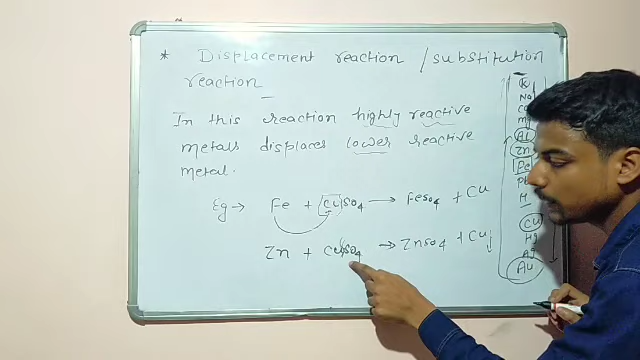 * Displacement reaction / substitution
reaction
In this reaction highly reactive
metals displaces lower reactive
metal.
Eg → Fe + CuSO4 → FeSO4 + Cu
Zn + CuSO4 → ZnSO4 + Cu↓
K
Na
Mg
Al
Zn
Fe
H
Cu
Hg
Ag
Au